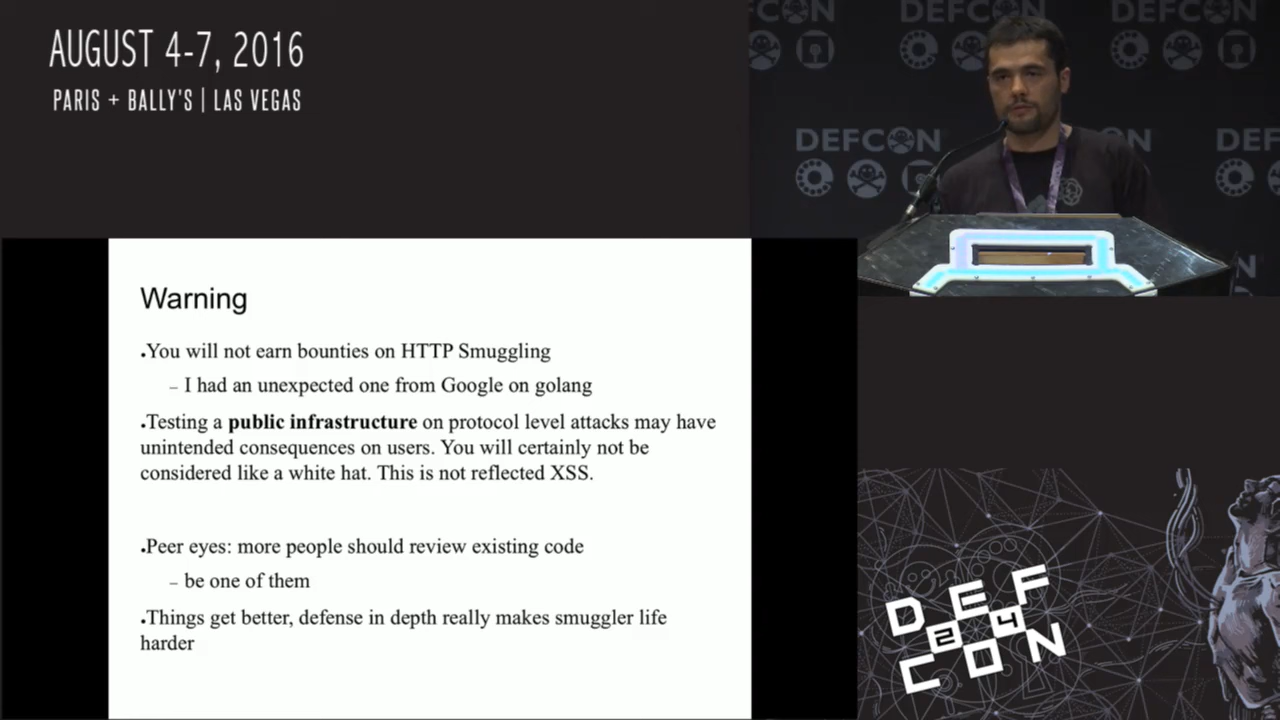 AUGUST 4-7, 2016
PARIS + BALLY'S | LAS VEGAS
DEFCON
DEFCON
DEFCON
DEFCON
Warning
.You will not earn bounties on HTTP Smuggling
– I had an unexpected one from Google on golang
.Testing a public infrastructure on protocol level attacks may have
unintended consequences on users. You will certainly not be
considered like a white hat. This is not reflected XSS.
.Peer eyes: more people should review existing code
– be one of them
.Things get better, defense in depth really makes smuggler life
harder
DEF
24
CON